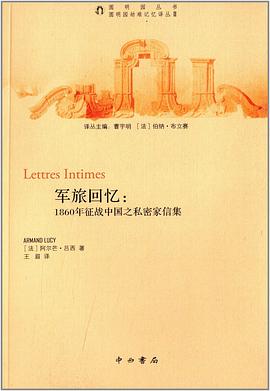 圆明园丛书
圆明园劫难记忆译丛Ⅲ
译丛主编：曹宇明 [法] 伯纳·布立赛
Lettres Intimes
军旅回忆：
1860年征战中国之私密家信集
ARMAND LUCY
[法] 阿尔芒·吕西 著
王眉 译
中西书局